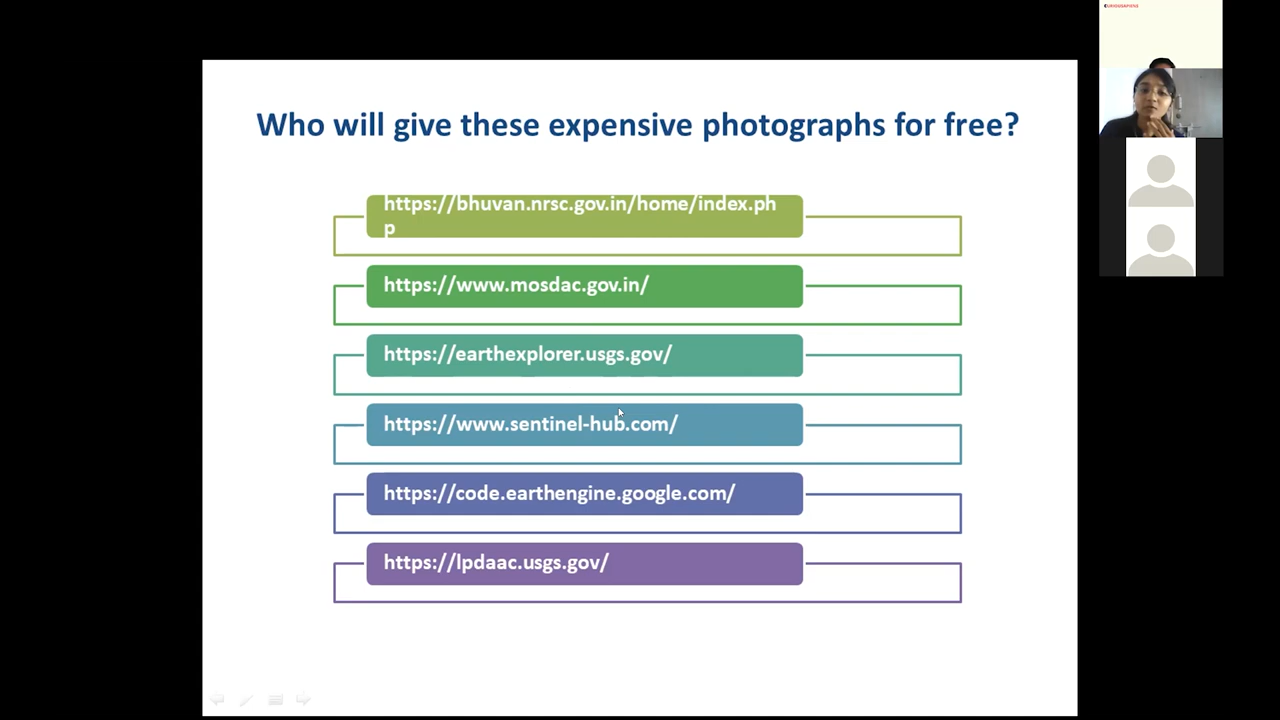 CURIOUSAPIENS
Who will give these expensive photographs for free?
https://bhuvan.nrsc.gov.in/home/index.ph
p
https://www.mosdac.gov.in/
https://earthexplorer.usgs.gov/
https://www.sentinel-hub.com/
https://code.earthengine.google.com/
https://lpdaac.usgs.gov/